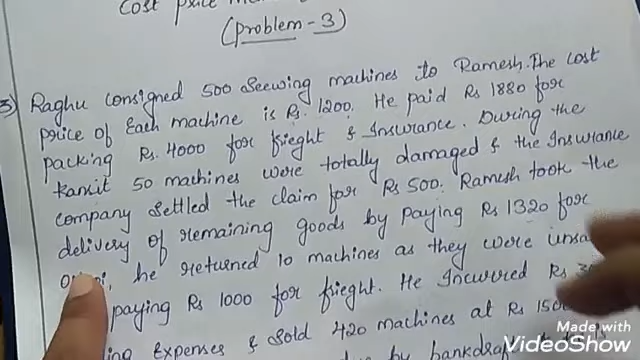 Cost price
(Problem - 3)
3) Raghu consigned 500 Seewing machines to Ramesh. The cost
price of Each machine is Rs. 1200. He paid Rs 1880 for
packing Rs. 4000 for frieght & Insurance. During the
transit 50 machines were totally damaged & the Insurance
company settled the claim for Rs 500. Ramesh took the
delivery of remaining goods by paying Rs 1320 for
he returned 10 machines as they were
paying Rs 1000 for frieght. He Incurred Rs
Expenses & sold 420 machines at Rs
by bankdraft
Made with
VideoShow